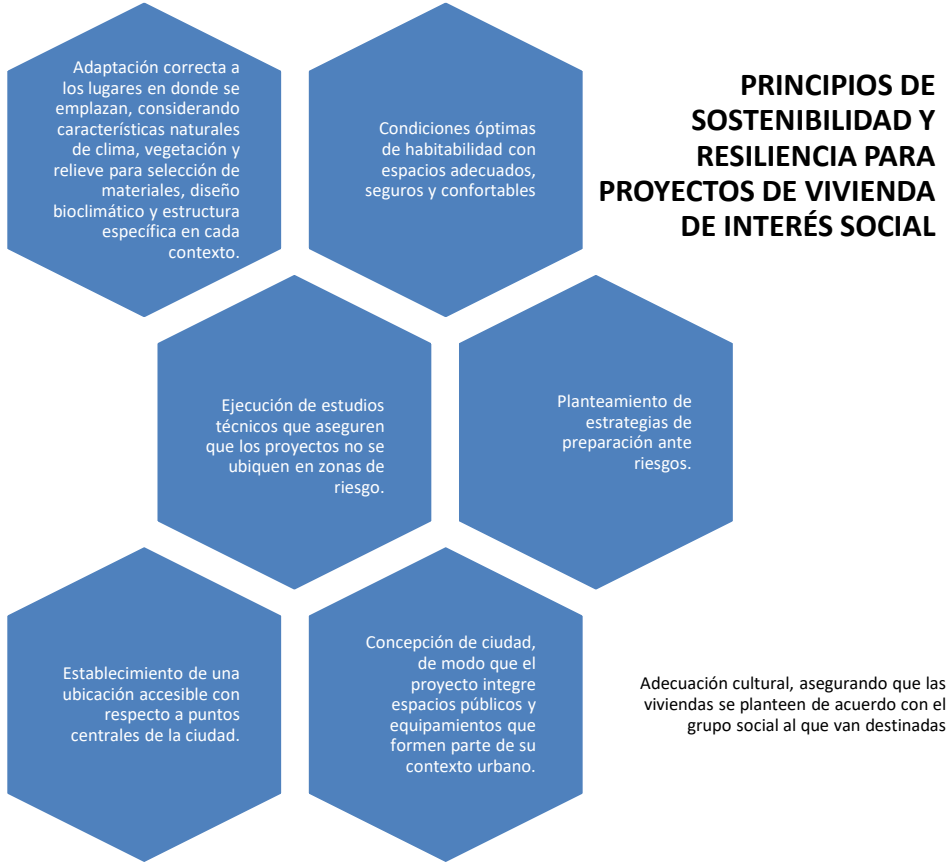 PRINCIPIOS DE
SOSTENIBILIDAD Y
RESILIENCIA PARA
PROYECTOS DE VIVIENDA
DE INTERÉS SOCIAL
Adaptación correcta a
los lugares en donde se
emplazan, considerando
características naturales
de clima, vegetación y
relieve para selección de
materiales, diseño
bioclimático y estructura
específica en cada
contexto.
Condiciones óptimas
de habitabilidad con
espacios adecuados,
seguros y confortables
Ejecución de estudios
técnicos que aseguren
que los proyectos no se
ubiquen en zonas de
riesgo.
Planteamiento de
estrategias de
preparación ante
riesgos.
Establecimiento de una
ubicación accesible con
respecto a puntos
centrales de la ciudad.
Concepción de ciudad,
de modo que el
proyecto integre
espacios públicos y
equipamientos que
formen parte de su
contexto urbano.
Adecuación cultural, asegurando que las
viviendas se planteen de acuerdo con el
grupo social al que van destinadas